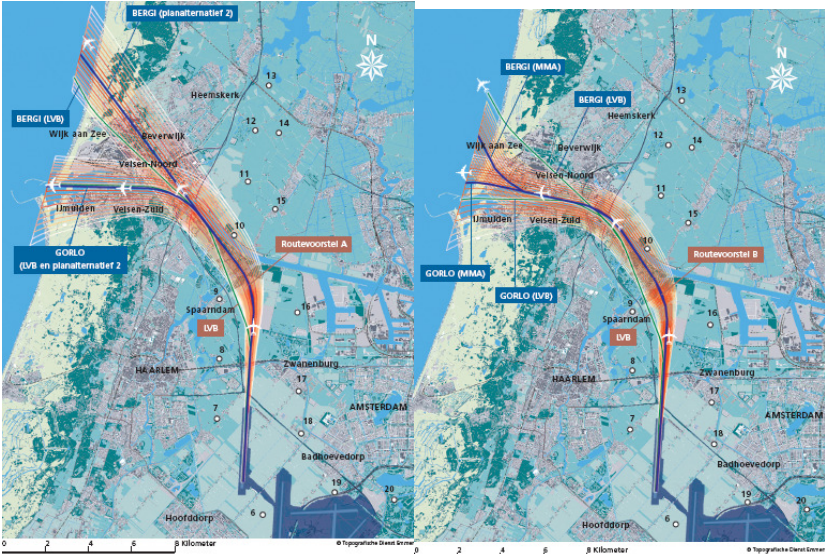 BERGI (planalternatief 2)
N
Heemskerk
13
BERGI (LVB)
Wijk aan Zee
Beverwijk
12
14
Velsen-Noord
11
IJmuiden
Velsen-Zuid
15
10
Routevoorstel A
GORLO
(LVB en planalternatief 2
9
Spaarndam
16
LVB
8
HAARLEM
Zwanenburg
17
7
AMSTERDAM
18
Badhoevedorp
19
20
Hoofddorp
6
0 2 4 6 8 Kilometer
© Topografische Dienst Emmen
BERGI (MMA)
N
BERGI (LVB)
13
Heemskerk
12
14
Wijk aan Zee
Beverwijk
Velsen-Noord
11
IJmuiden
Velsen-Zuid
15
10
Routevoorstel B
GORLO (MMA)
GORLO (LVB)
9
Spaarndam
16
LVB
8
HAARLEM
Zwanenburg
17
7
AMSTERDAM
18
Badhoevedorp
19
20
Hoofddorp
6
0 2 4 6 8 Kilometer
© Topografische Dienst Emmen